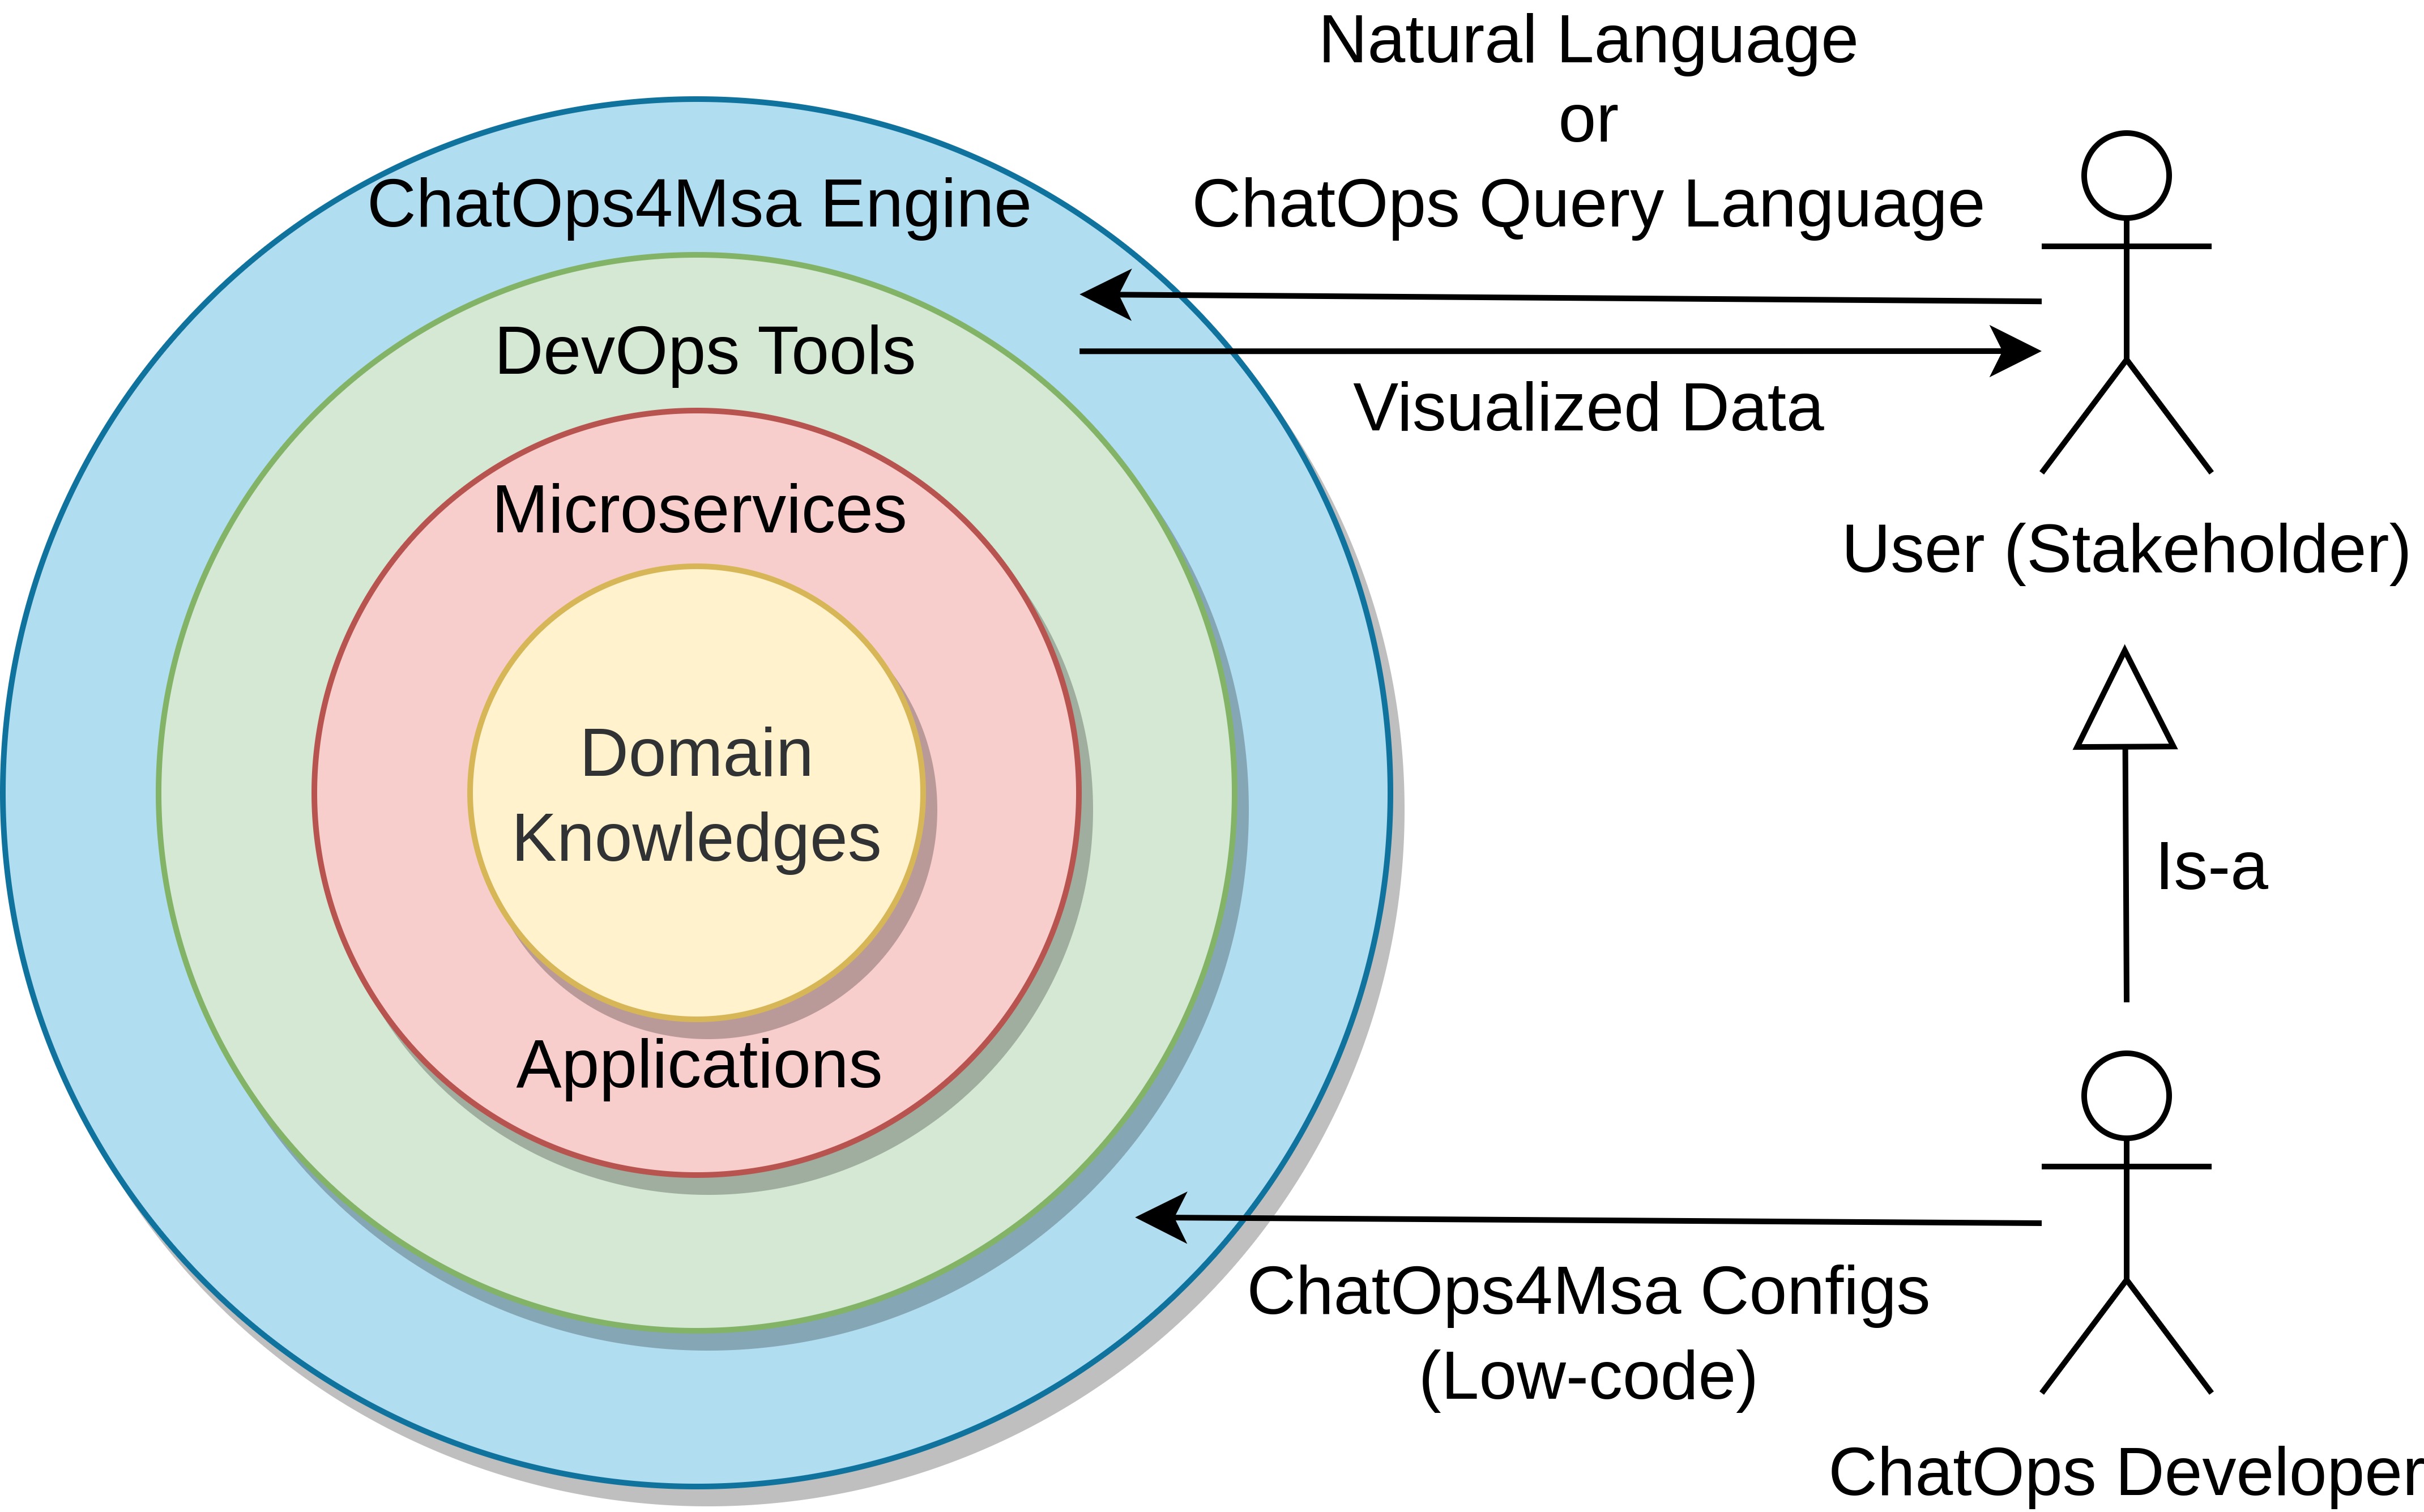 Natural Language
or
ChatOps Query Language
ChatOps4Msa Engine
DevOps Tools
Visualized Data
Microservices
User (Stakeholder)
Domain
Knowledges
Is-a
Applications
ChatOps4Msa Configs
(Low-code)
ChatOps Developer